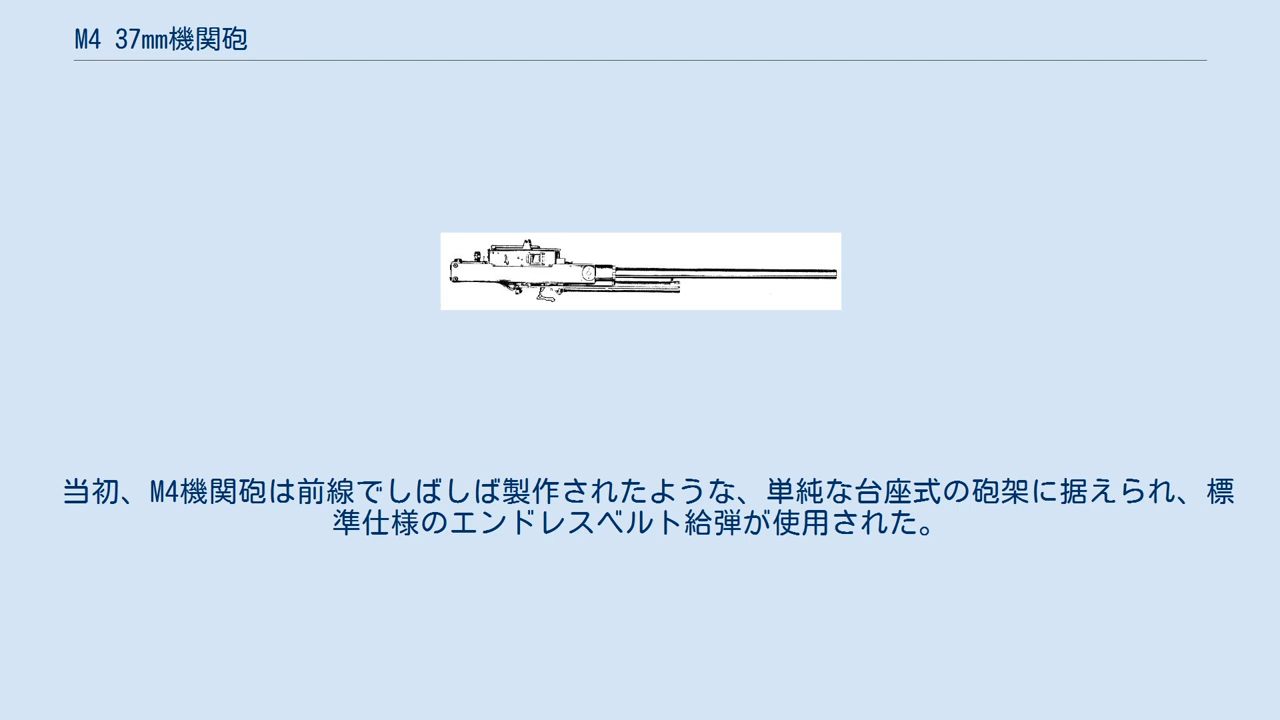 M4 37mm機関砲
当初、M4機関砲は前線でしばしば製作されたような、単純な台座式の砲架に据えられ、標
準仕様のエンドレスベルト給弾が使用された。